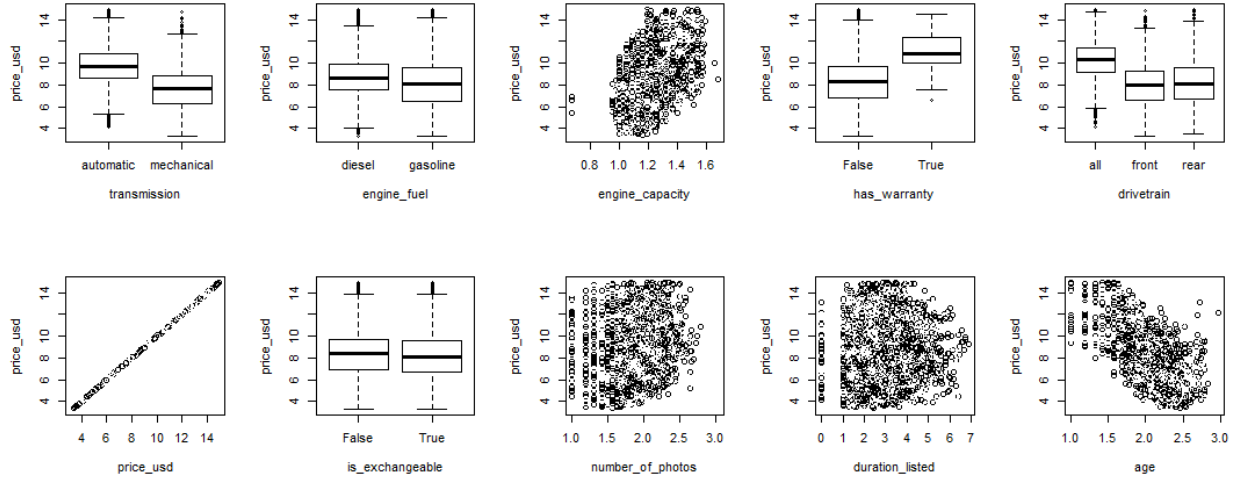 price_usd
4 6 8 10 14
automatic mechanical
transmission
price_usd
4 6 8 10 14
diesel gasoline
engine_fuel
price_usd
4 6 8 10 14
0.8 1.0 1.2 1.4 1.6
engine_capacity
price_usd
4 6 8 10 14
False True
has_warranty
price_usd
4 6 8 10 14
all front rear
drivetrain
price_usd
4 6 8 10 14
4 6 8 10 12 14
price_usd
price_usd
4 6 8 10 14
False True
is_exchangeable
price_usd
4 6 8 10 14
1.0 1.5 2.0 2.5 3.0
number_of_photos
price_usd
4 6 8 10 14
0 1 2 3 4 5 6 7
duration_listed
price_usd
4 6 8 10 14
1.0 1.5 2.0 2.5 3.0
age